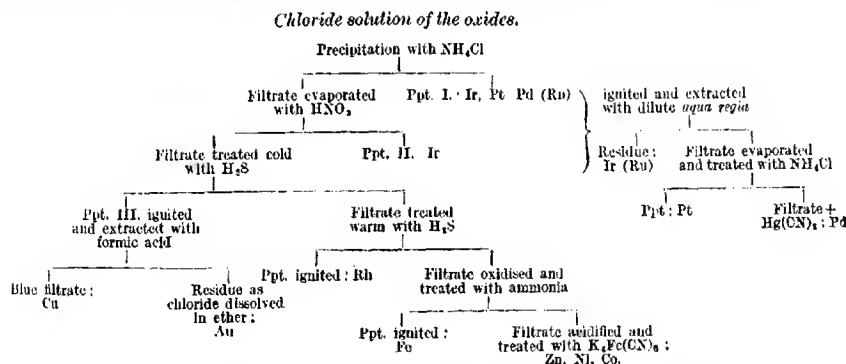 Chloride solution of the oxides.
Precipitation with NH₄Cl
Filtrate evaporated
with HNO₃
Ppt. I. Ir, Pt Pd (Ru)
ignited and extracted
with dilute aqua regia
Filtrate treated cold
with H₂S
Ppt. II. Ir
Residue:
Ir (Ru)
Filtrate evaporated
and treated with NH₄Cl
Ppt. III. ignited
and extracted with
formic acid
Filtrate treated
warm with H₂S
Ppt: Pt
Filtrate +
Hg(CN)₂: Pd
Blue filtrate:
Cu
Residue as
chloride dissolved
in ether:
Au
Ppt. ignited: Rh
Filtrate oxidised and
treated with ammonia
Ppt. ignited:
Fe
Filtrate acidified and
treated with K₄Fe(CN)₆:
Zn, Ni, Co.